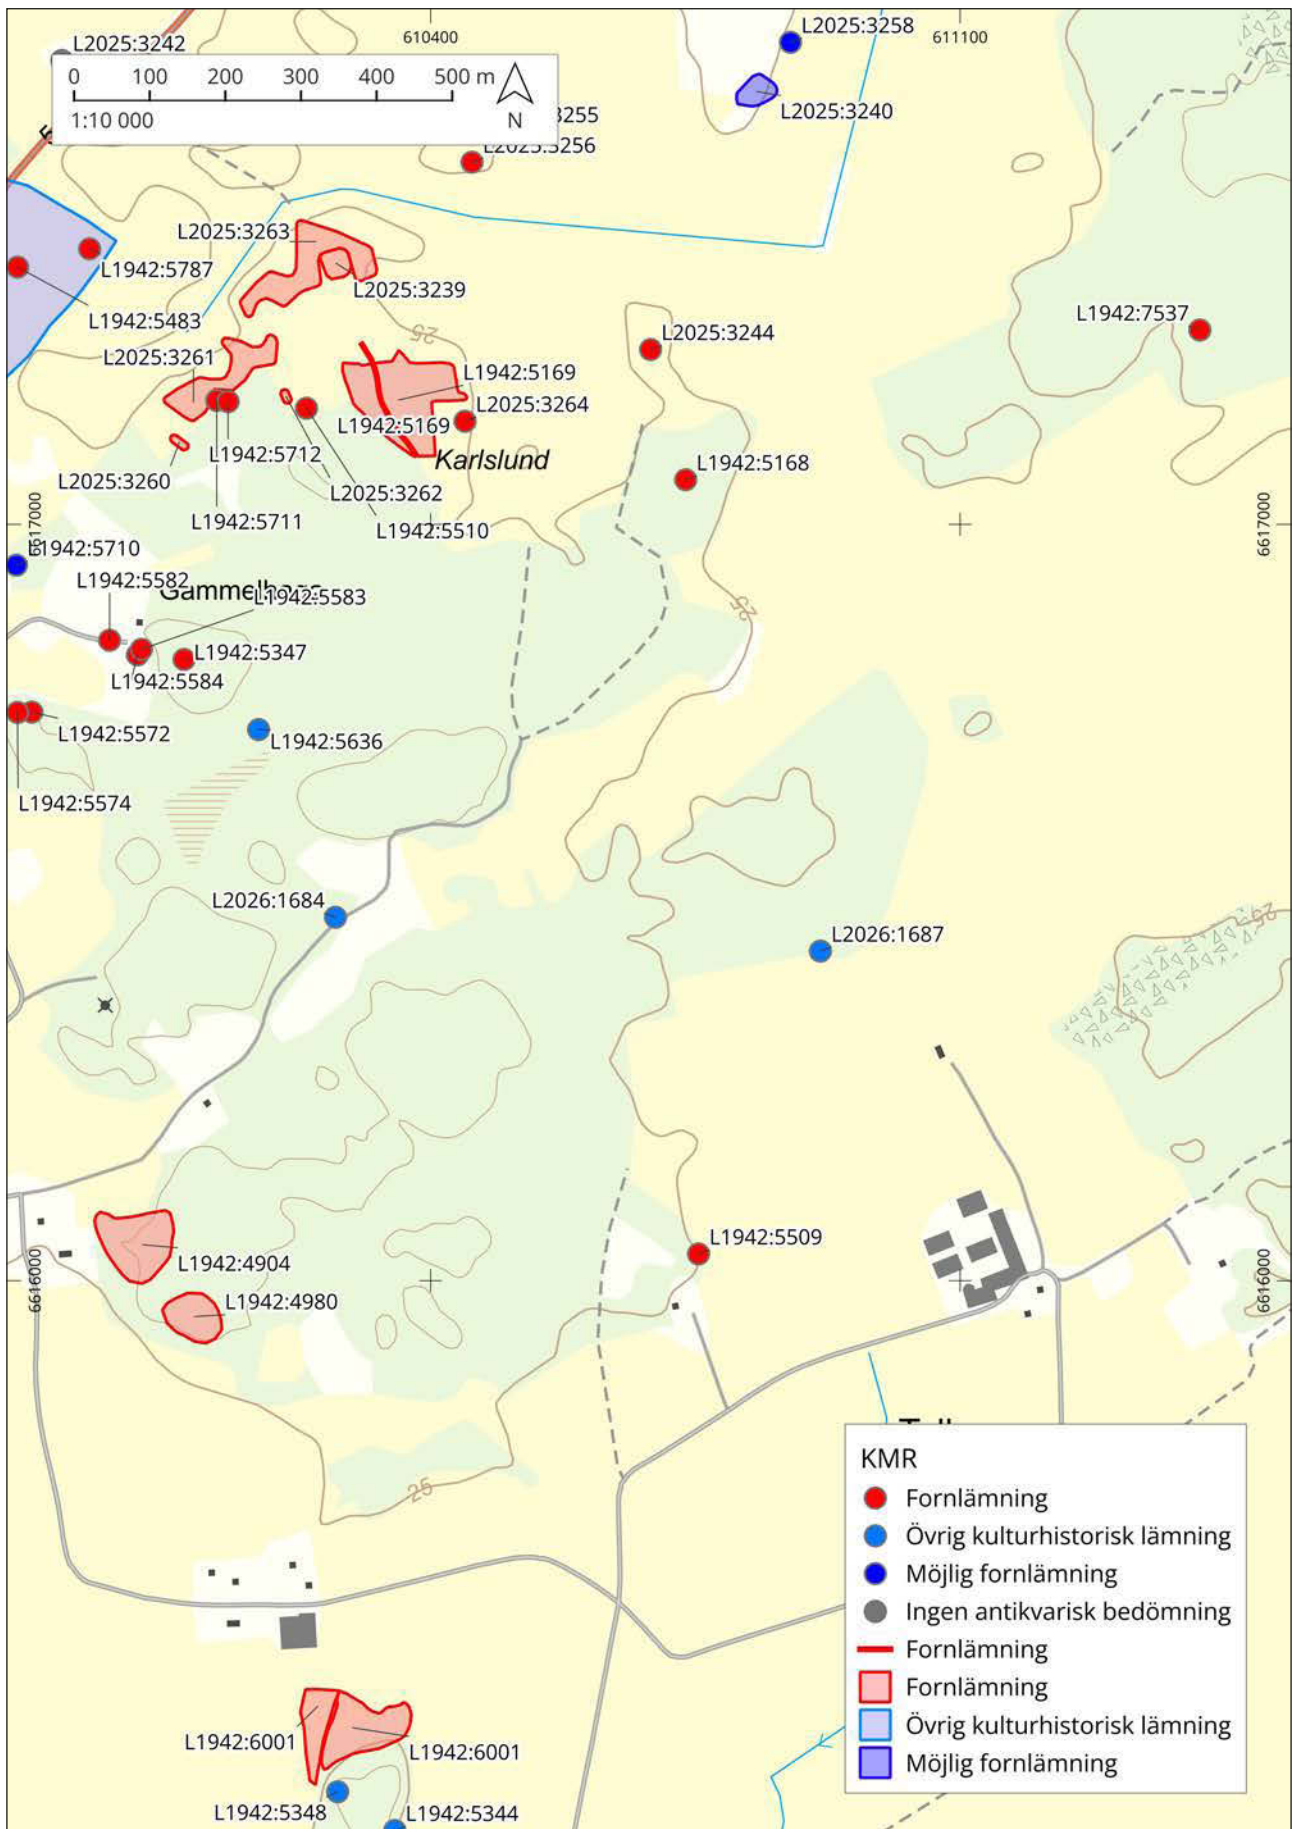 L2025:3242
610400
L2025:3258
611100
0 100 200 300 400 500 m
1:10 000
N
L2025:3240
3255
L2025:3256
L2025:3263
L1942:5787
L2025:3239
L1942:5483
L1942:7537
L2025:3244
L2025:3261
25
L1942:5169
L2025:3264
L1942:5169
L1942:5712
Karlslund
L1942:5168
L2025:3260
L2025:3262
L1942:5711
L1942:5510
6617000
6617000
L1942:5710
L1942:5582
L1942:5583
25
L1942:5347
L1942:5584
L1942:5572
L1942:5636
L1942:5574
L2026:1684
25
L2026:1687
L1942:5509
L1942:4904
6616000
6616000
L1942:4980
25
KMR
Fornlämning
Övrig kulturhistorisk lämning
Möjlig fornlämning
Ingen antikvarisk bedömning
Fornlämning
Fornlämning
Övrig kulturhistorisk lämning
Möjlig fornlämning
L1942:6001
L1942:6001
L1942:5348
L1942:5344